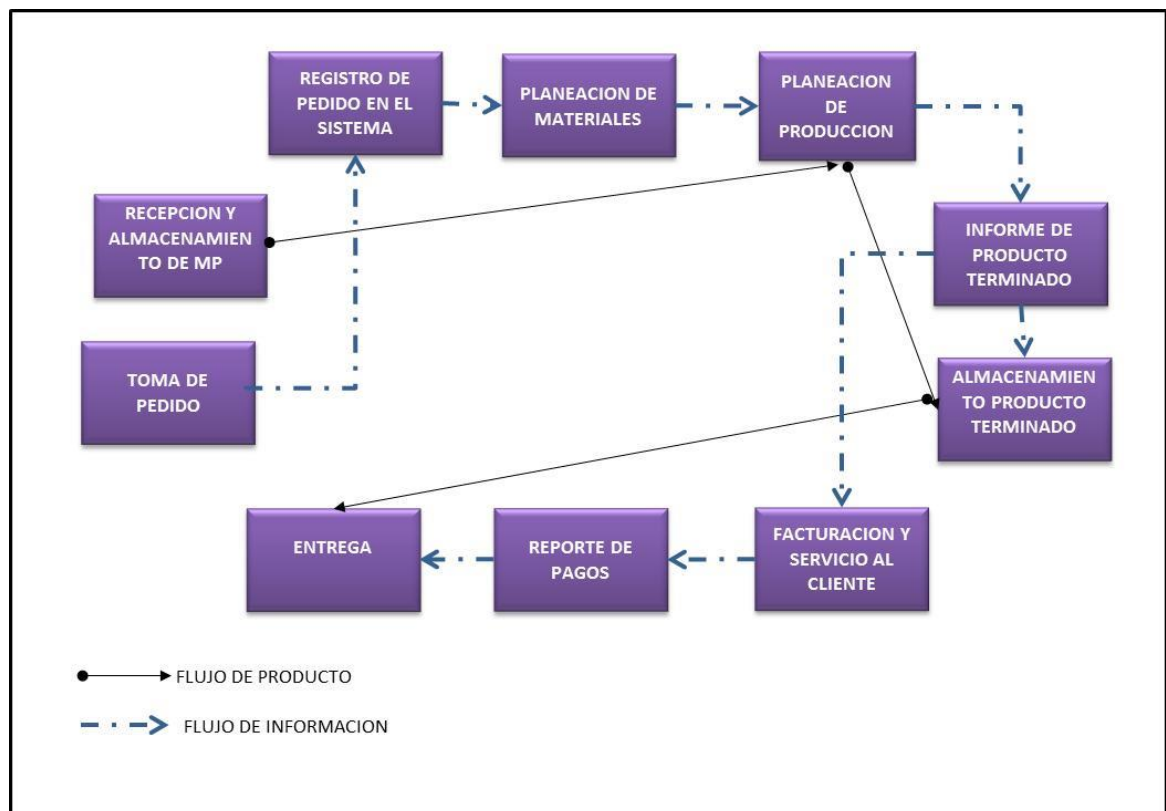 REGISTRO DE
PEDIDO EN EL
SISTEMA
PLANEACION DE
MATERIALES
PLANEACION
DE
PRODUCCION
RECEPCION Y
ALMACENAMIEN
TO DE MP
INFORME DE
PRODUCTO
TERMINADO
TOMA DE
PEDIDO
ALMACENAMIEN
TO PRODUCTO
TERMINADO
ENTREGA
REPORTE DE
PAGOS
FACTURACION Y
SERVICIO AL
CLIENTE
FLUJO DE PRODUCTO
FLUJO DE INFORMACION